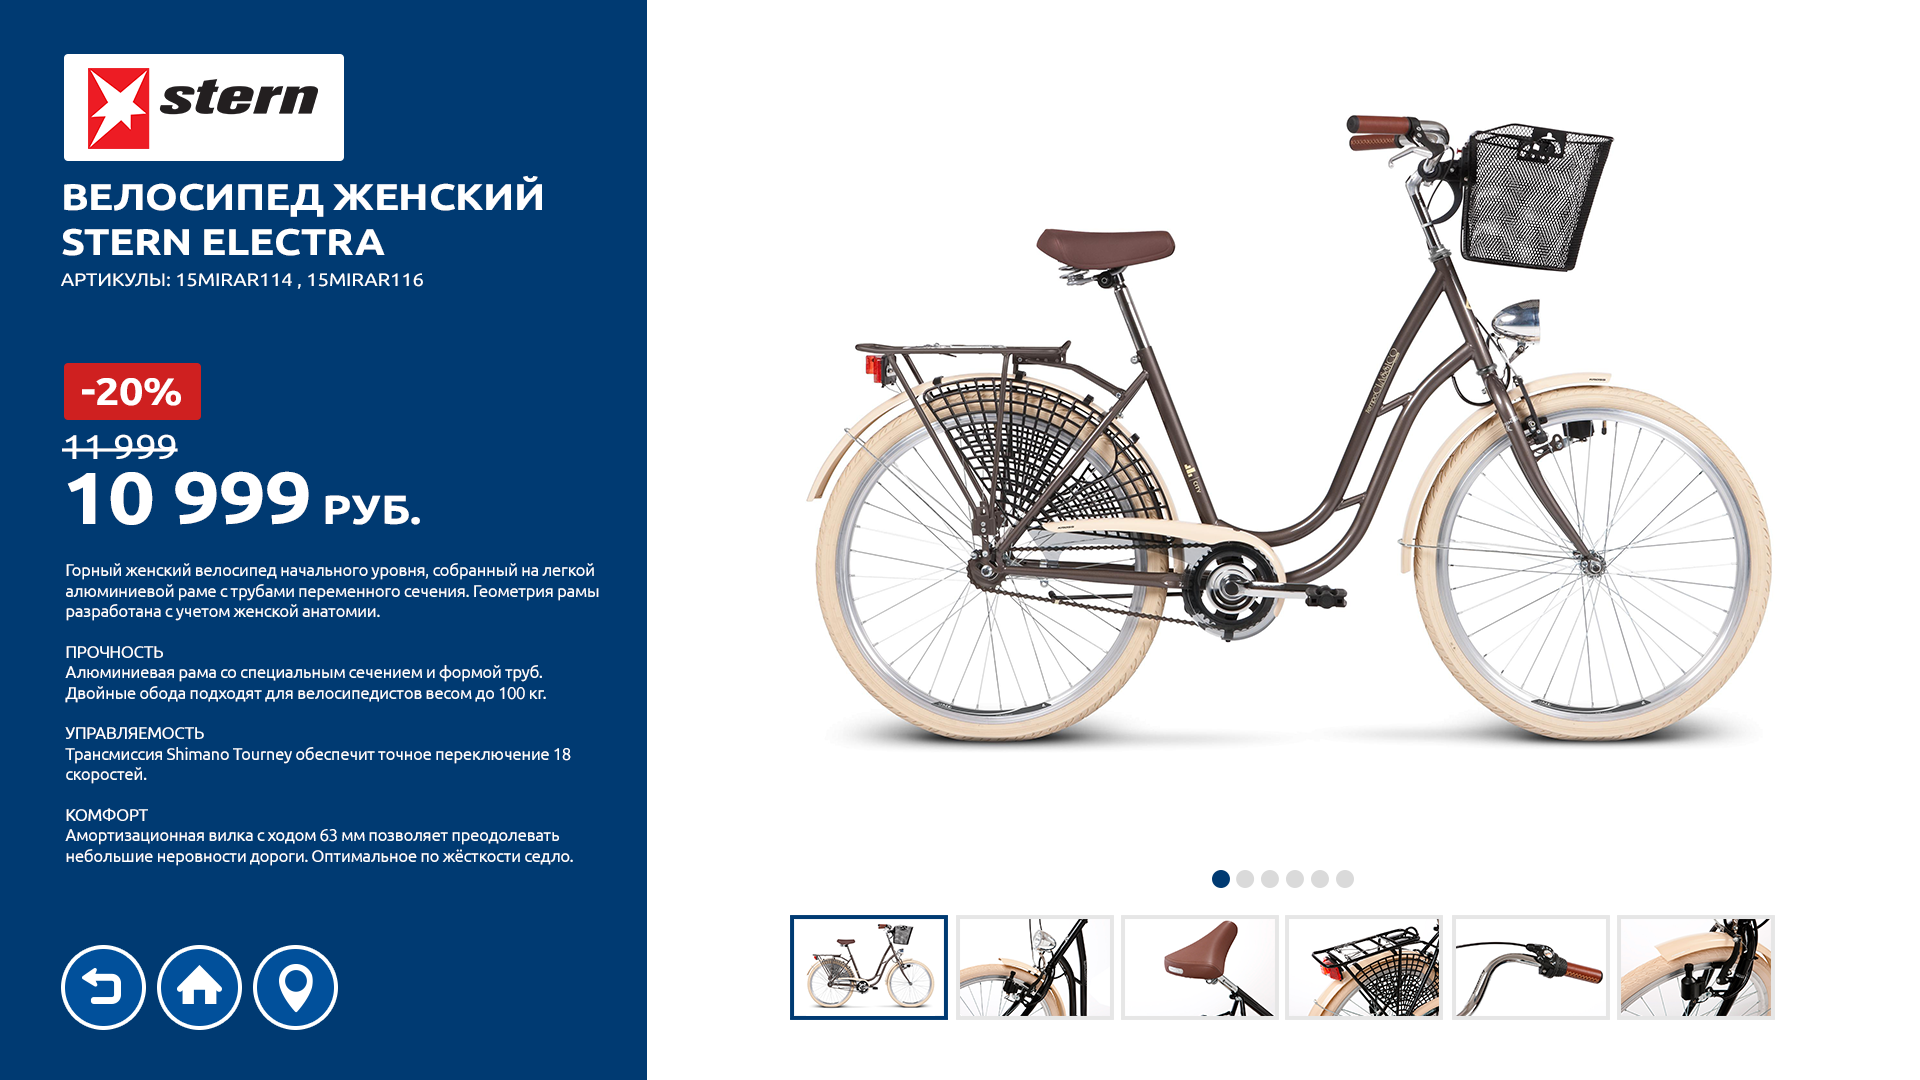 stern
ВЕЛОСИПЕД ЖЕНСКИЙ
STERN ELECTRA
АРТИКУЛЫ: 15MIRAR114 , 15MIRAR116
-20%
11 999
10 999 РУБ.
Горный женский велосипед начального уровня, собранный на легкой
алюминиевой раме с трубами переменного сечения. Геометрия рамы
разработана с учетом женской анатомии.
ПРОЧНОСТЬ
Алюминиевая рама со специальным сечением и формой труб.
Двойные обода подходят для велосипедистов весом до 100 кг.
УПРАВЛЯЕМОСТЬ
Трансмиссия Shimano Tourney обеспечит точное переключение 18
скоростей.
КОМФОРТ
Амортизационная вилка с ходом 63 мм позволяет преодолевать
небольшие неровности дороги. Оптимальное по жёсткости седло.
CLASSICO
CITY